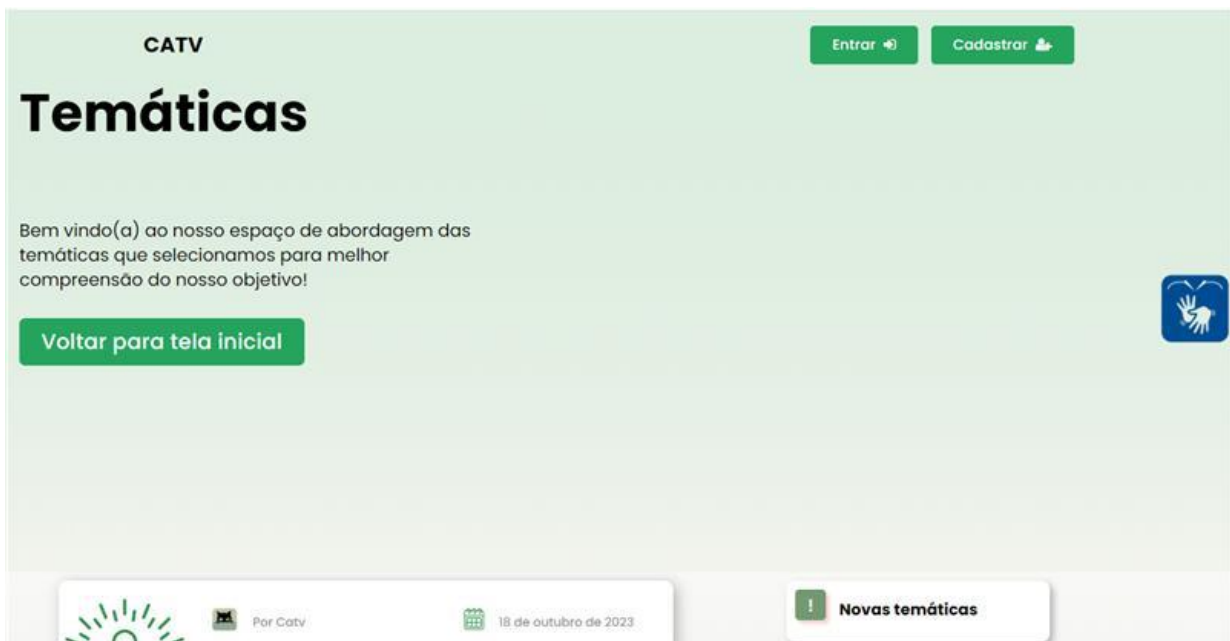 CATV
Entrar
Cadastrar
Temáticas
Bem vindo(a) ao nosso espaço de abordagem das
temáticas que selecionamos para melhor
compreensão do nosso objetivo!
Voltar para tela inicial
Por Catv
18 de outubro de 2023
!
Novas temáticas